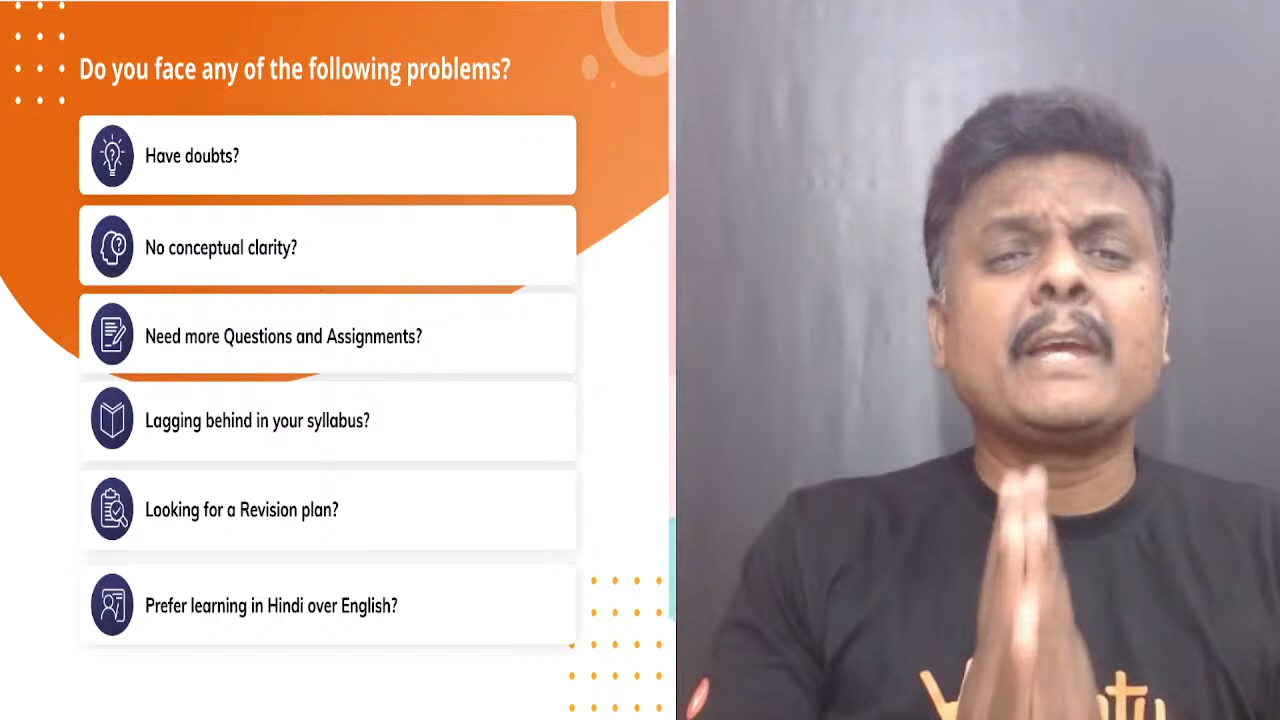 Do you face any of the following problems?
Have doubts?
No conceptual clarity?
Need more Questions and Assignments?
Lagging behind in your syllabus?
Looking for a Revision plan?
Prefer learning in Hindi over English?